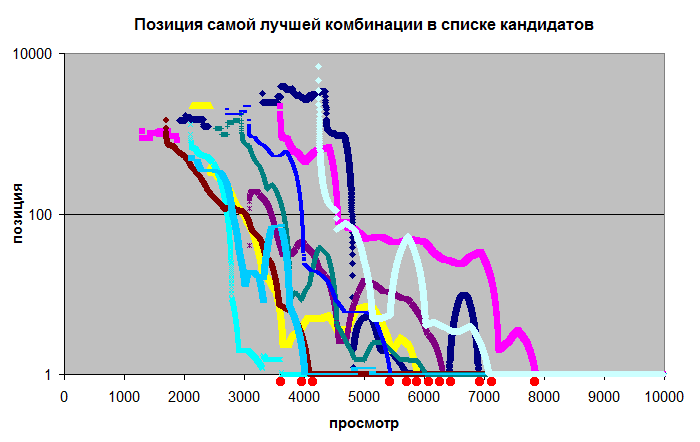 Позиция самой лучшей комбинации в списке кандидатов
10000
100
1
0 1000 2000 3000 4000 5000 6000 7000 8000 9000 10000
позиция
просмотр